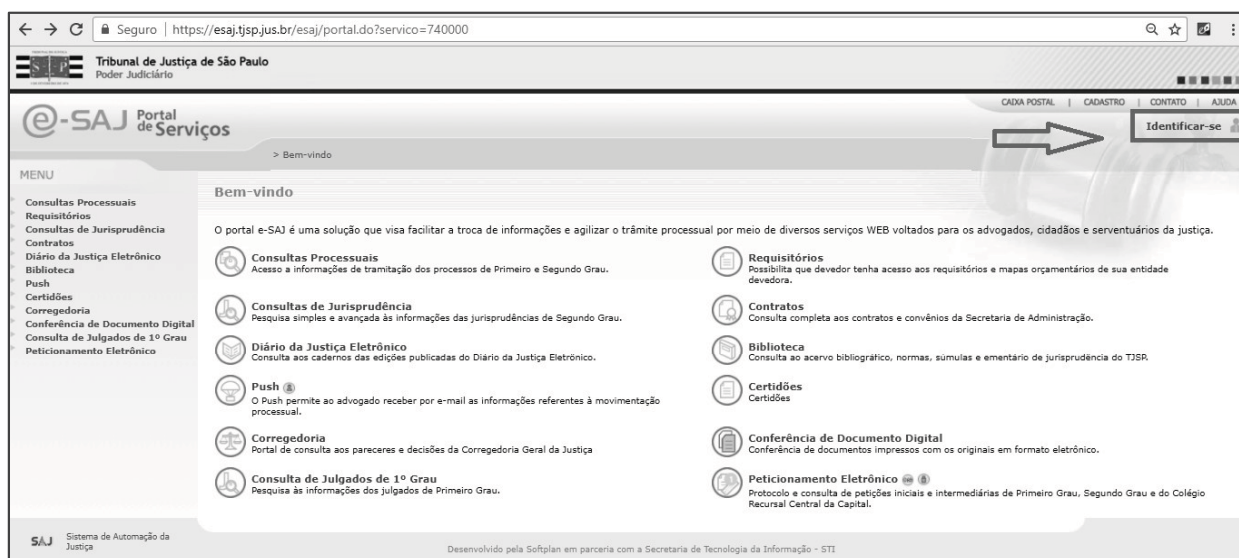 Seguro | https://esaj.tjsp.jus.br/esaj/portal.do?servico=740000
Tribunal de Justiça de São Paulo
Poder Judiciário
CAIXA POSTAL | CADASTRO | CONTATO | AJUDA
e-SAJ Portal de Serviços
Identificar-se
> Bem-vindo
MENU
Consultas Processuais
Requisitórios
Consultas de Jurisprudência
Contratos
Diário da Justiça Eletrônico
Biblioteca
Push
Certidões
Corregedoria
Conferência de Documento Digital
Consulta de Julgados de 1º Grau
Peticionamento Eletrônico
Bem-vindo
O portal e-SAJ é uma solução que visa facilitar a troca de informações e agilizar o trâmite processual por meio de diversos serviços WEB voltados para os advogados, cidadãos e serventuários da justiça.
Consultas Processuais
Acesso a informações de tramitação dos processos de Primeiro e Segundo Grau.
Requisitórios
Possibilita que devedor tenha acesso aos requisitórios e mapas orçamentários de sua entidade
devedora.
Consultas de Jurisprudência
Pesquisa simples e avançada às informações das jurisprudências de Segundo Grau.
Contratos
Consulta completa aos contratos e convênios da Secretaria de Administração.
Diário da Justiça Eletrônico
Consulta aos cadernos das edições publicadas do Diário da Justiça Eletrônico.
Biblioteca
Consulta ao acervo bibliográfico, normas, súmulas e ementário de jurisprudência do TJSP.
Push
O Push permite ao advogado receber por e-mail as informações referentes à movimentação
processual.
Certidões
Certidões
Corregedoria
Portal de consulta aos pareceres e decisões da Corregedoria Geral da Justiça
Conferência de Documento Digital
Conferência de documentos impressos com os originais em formato eletrônico.
Consulta de Julgados de 1º Grau
Pesquisa às informações dos julgados de Primeiro Grau.
Peticionamento Eletrônico
Protocolo e consulta de petições iniciais e intermediárias de Primeiro Grau, Segundo Grau e do Colégio
Recursal Central da Capital.
SAJ Sistema de Automação da
Justiça
Desenvolvido pela Softplan em parceria com a Secretaria de Tecnologia da Informação - STI